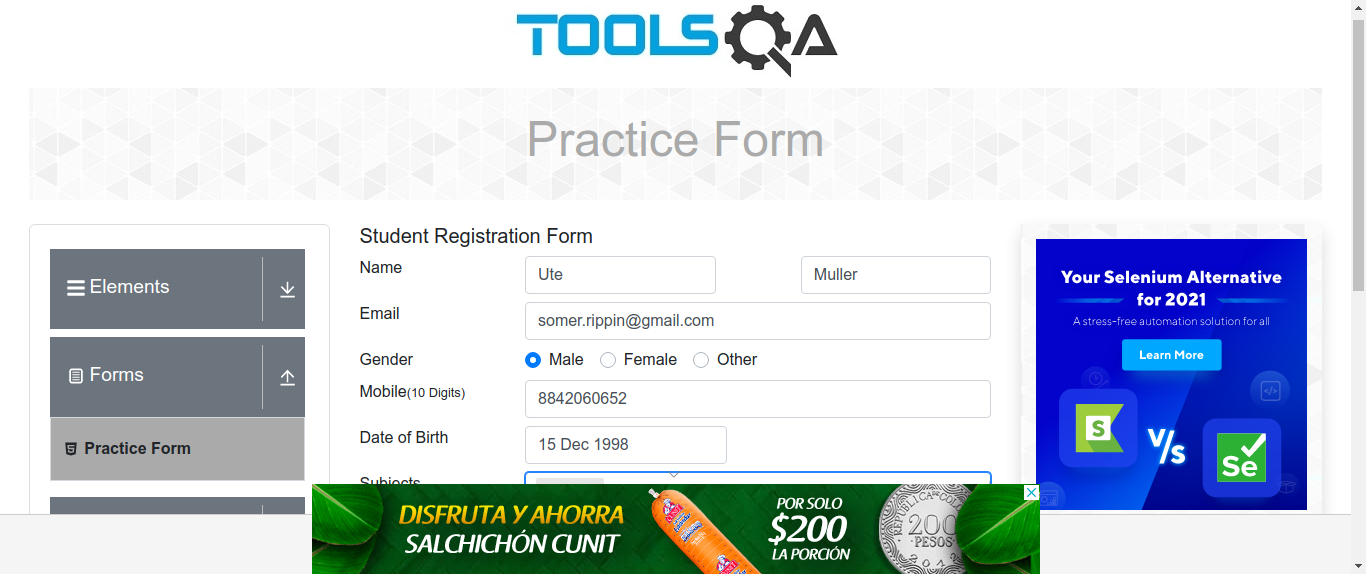 TOOLSQA
Practice Form
Elements
Forms
Practice Form
Student Registration Form
Name
Ute
Muller
Email
somer.rippin@gmail.com
Gender
Male
Female
Other
Mobile(10 Digits)
8842060652
Date of Birth
15 Dec 1998
Subjects
Your Selenium Alternative
for 2021
A stress-free automation solution for all
Learn More
S
V/s
Se
DISFRUTA Y AHORRA
SALCHICHÓN CUNIT
POR SOLO
$200
LA PORCIÓN
200
PESOS